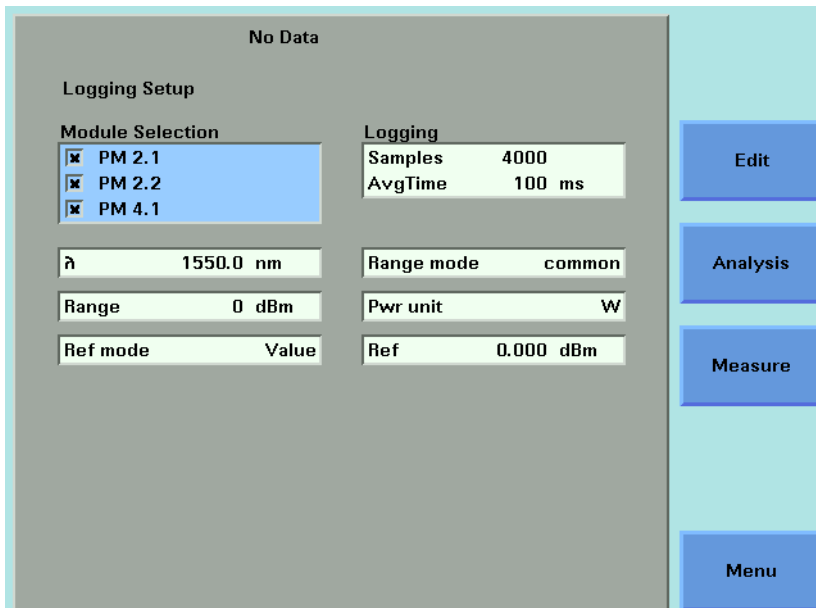 No Data
Logging Setup
Module Selection
PM 2.1
PM 2.2
PM 4.1
Logging
Samples 4000
AvgTime 100 ms
λ 1550.0 nm
Range mode common
Range 0 dBm
Pwr unit W
Ref mode Value
Ref 0.000 dBm
Edit
Analysis
Measure
Menu